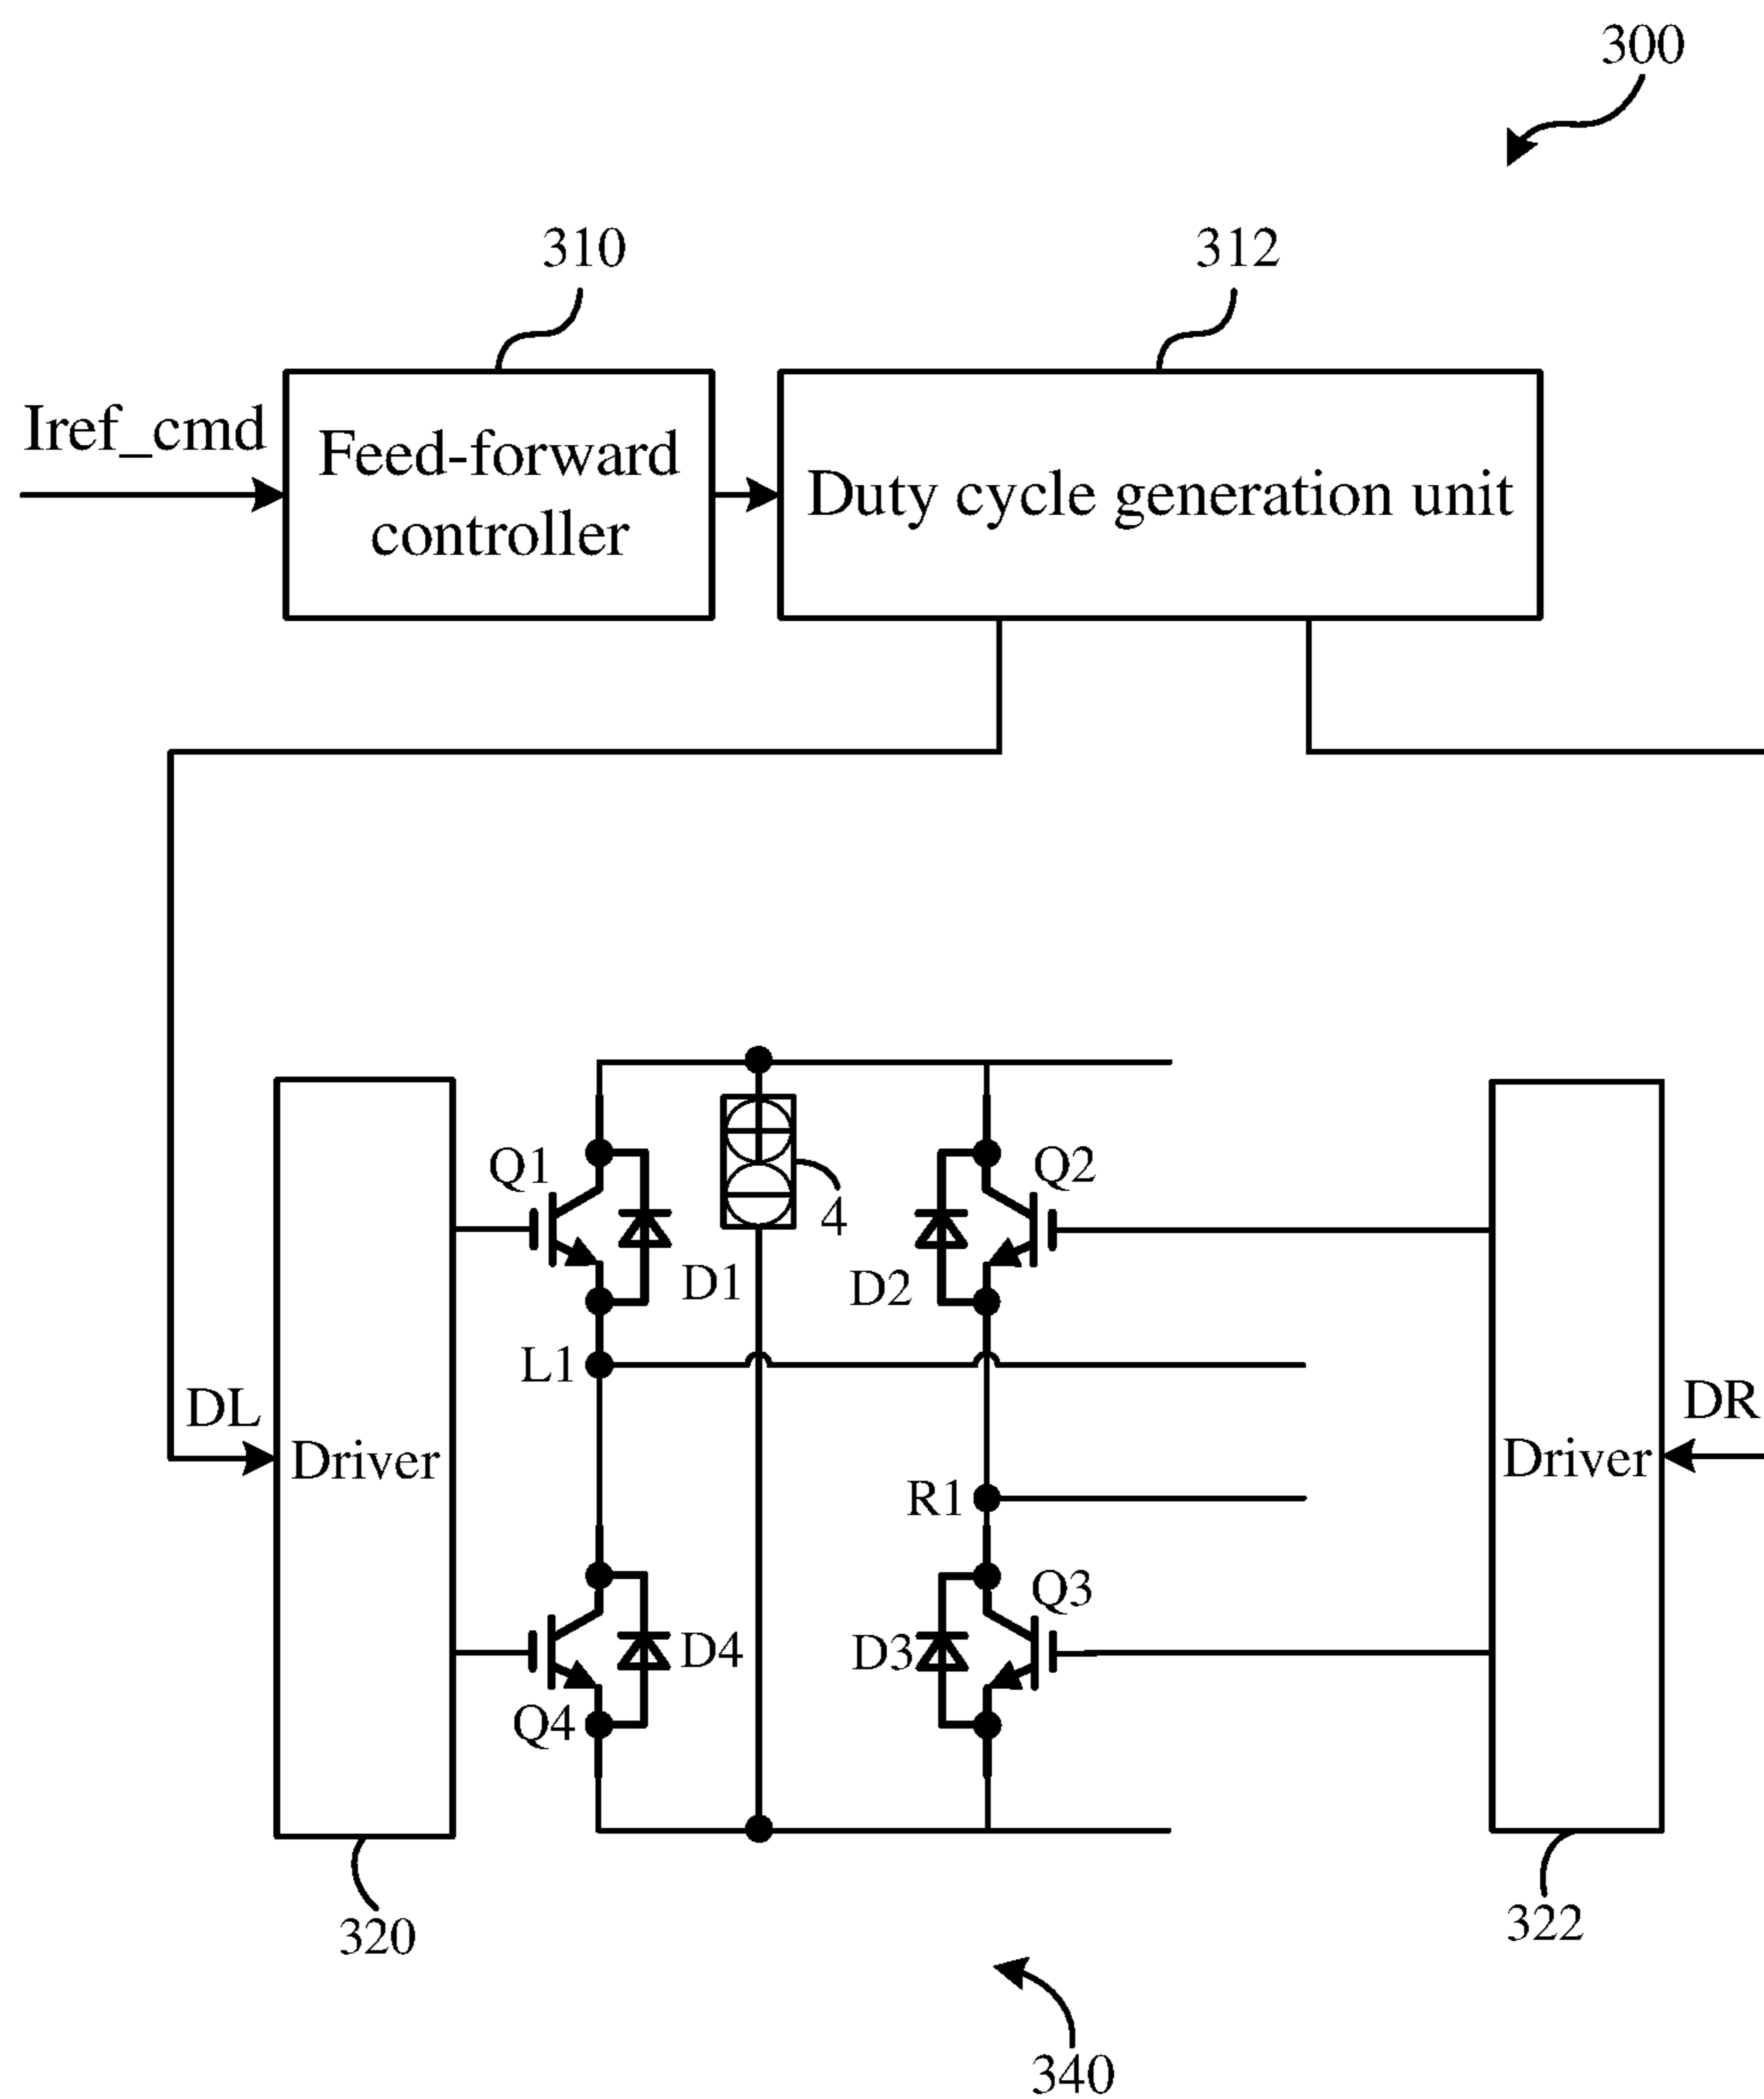 300
310
312
Iref_cmd
Feed-forward
controller
Duty cycle generation unit
Q1
Q2
4
D1
D2
L1
DL
DR
Driver
Driver
R1
Q3
D4
D3
Q4
320
322
340